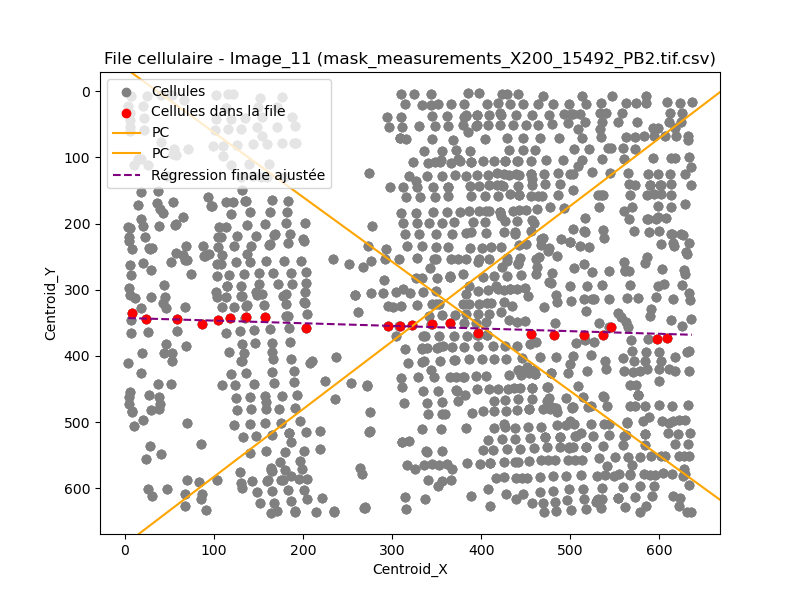 File cellulaire - Image_11 (mask_measurements_X200_15492_PB2.tif.csv)
Cellules
Cellules dans la file
PC
PC
Régression finale ajustée
Centroid_Y
0
100
200
300
400
500
600
0 100 200 300 400 500 600
Centroid_X